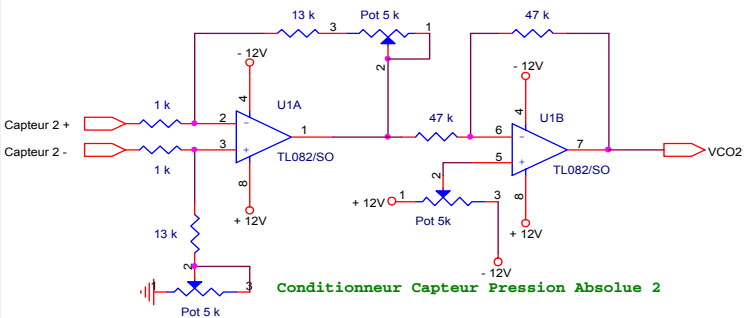 13 k
3
Pot 5 k
1
2
47 k
- 12V
- 12V
4
U1A
1 k
Capteur 2 +
2
-
1
47 k
6
-
4
U1B
7
VCO2
Capteur 2 -
1 k
3
+
TL082/SO
8
+ 12V
5
+
TL082/SO
8
+ 12V
2
+ 12V
1
3
Pot 5k
- 12V
13 k
2
1
3
Pot 5 k
Conditionneur Capteur Pression Absolue 2